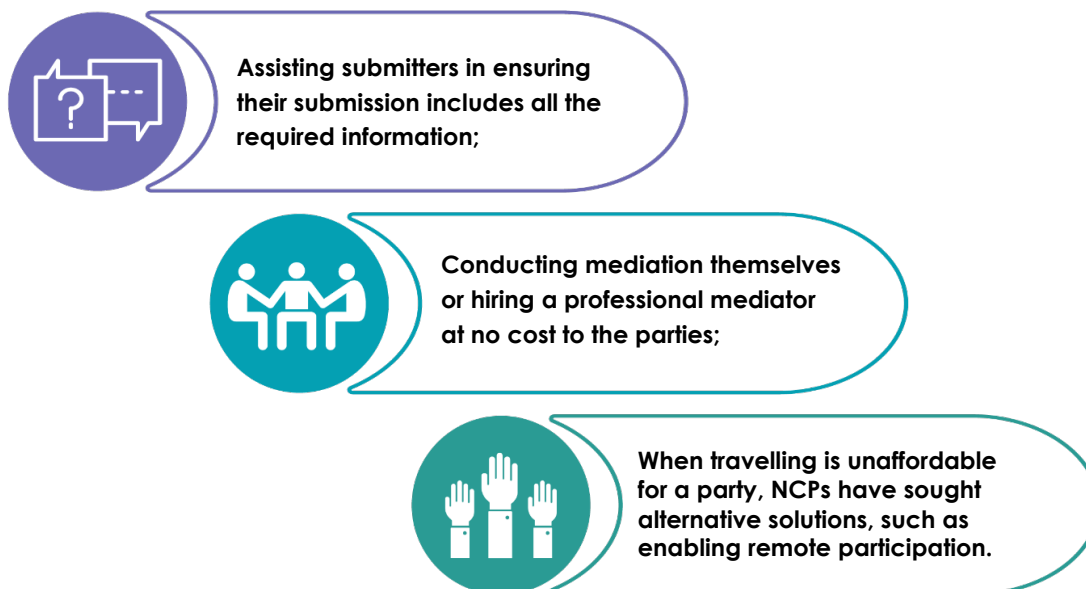 Assisting submitters in ensuring
their submission includes all the
required information;
Conducting mediation themselves
or hiring a professional mediator
at no cost to the parties;
When travelling is unaffordable
for a party, NCPs have sought
alternative solutions, such as
enabling remote participation.